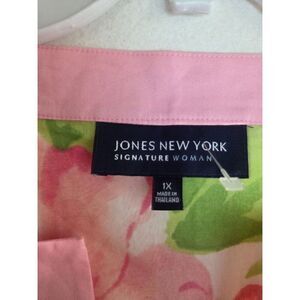 JONES NEW YORK
SIGNATURE WOMAN
1X
MADE IN
THAILAND